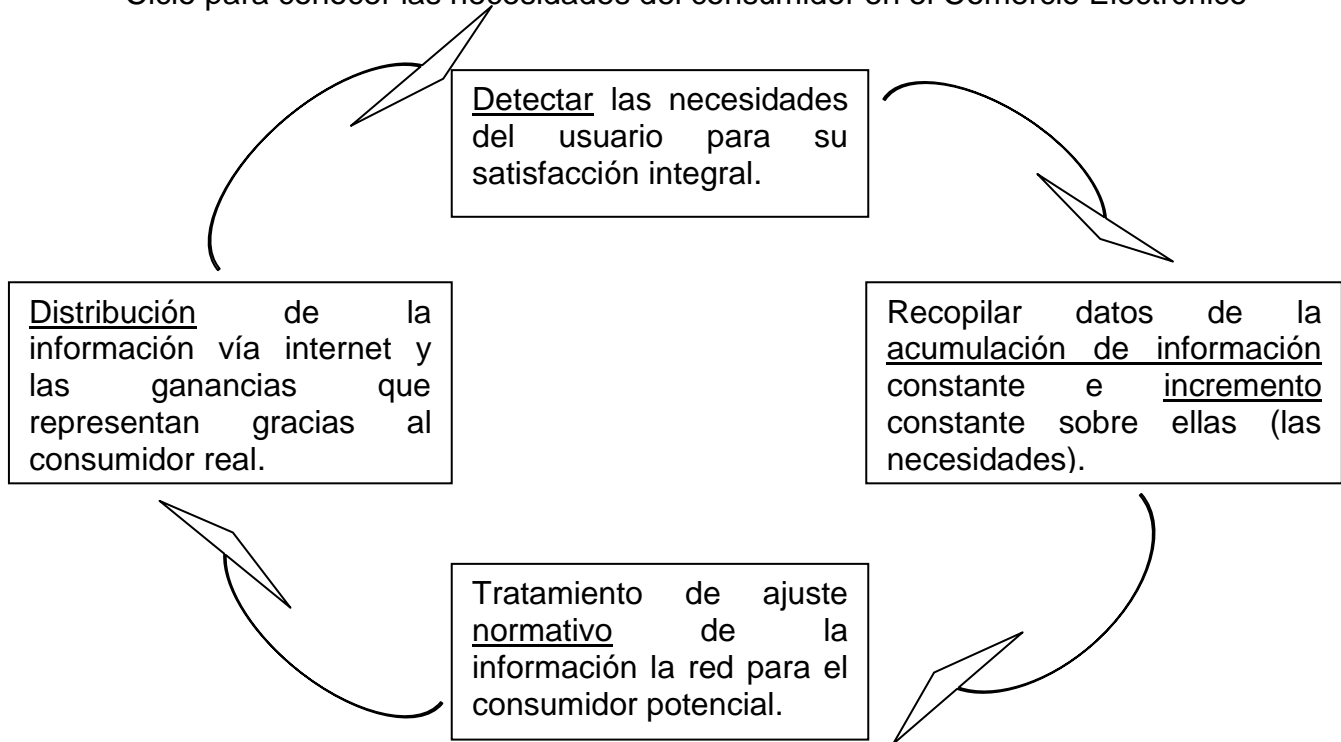 Ciclo para conocer las necesidades del consumidor en el Comercio Electrónico
Detectar las necesidades
del usuario para su
satisfacción integral.
Recopilar datos de la
acumulación de información
constante e incremento
constante sobre ellas (las
necesidades).
Tratamiento de ajuste
normativo de la
información la red para el
consumidor potencial.
Distribución de la
información vía internet y
las ganancias que
representan gracias al
consumidor real.